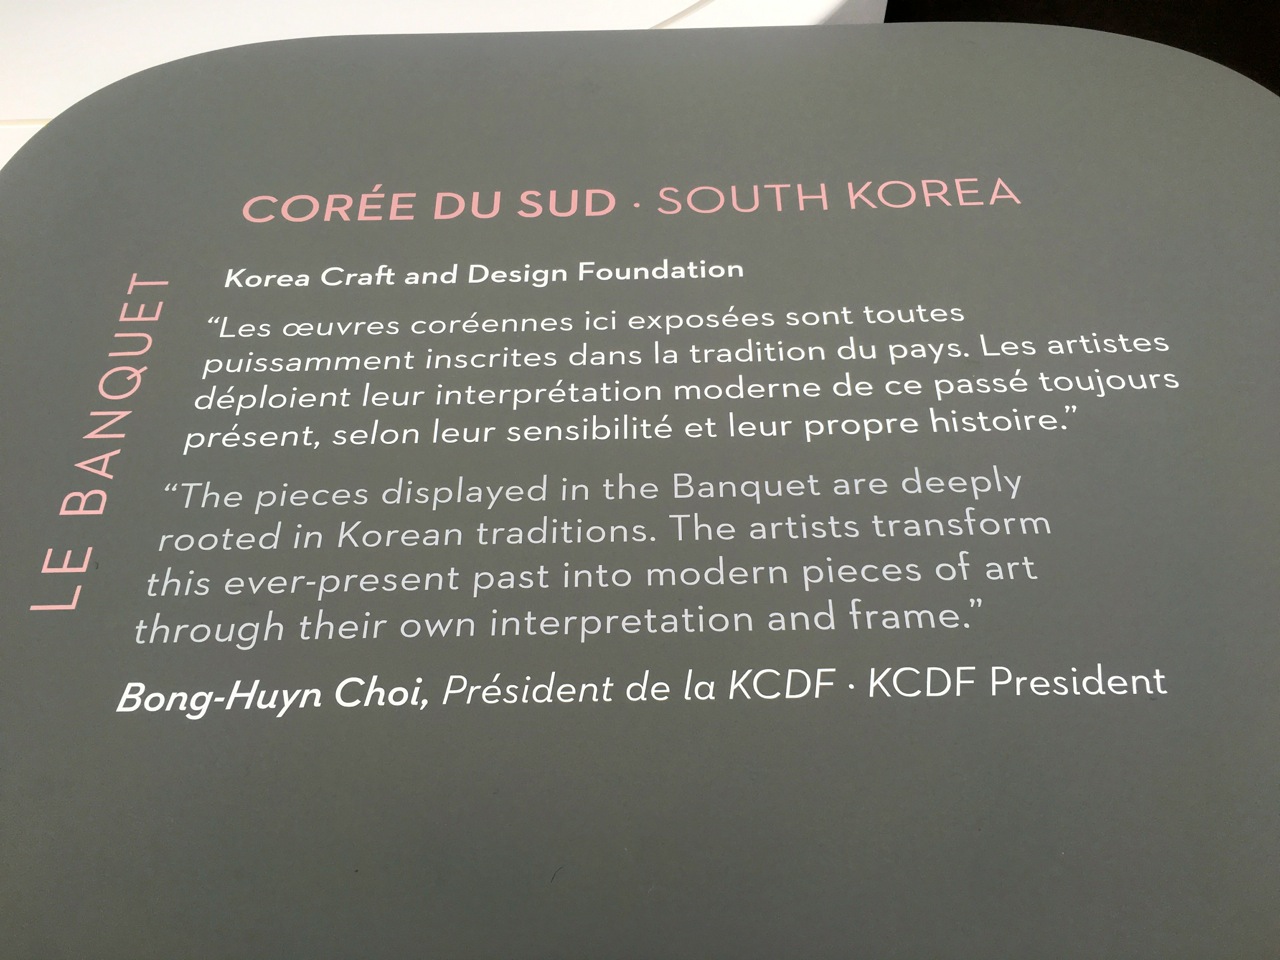 CORÉE DU SUD · SOUTH KOREA
LE BANQUET
Korea Craft and Design Foundation
“Les œuvres coréennes ici exposées sont toutes
puissamment inscrites dans la tradition du pays. Les artistes
déploient leur interprétation moderne de ce passé toujours
présent, selon leur sensibilité et leur propre histoire.”
“The pieces displayed in the Banquet are deeply
rooted in Korean traditions. The artists transform
this ever-present past into modern pieces of art
through their own interpretation and frame.”
Bong-Huyn Choi, Président de la KCDF · KCDF President